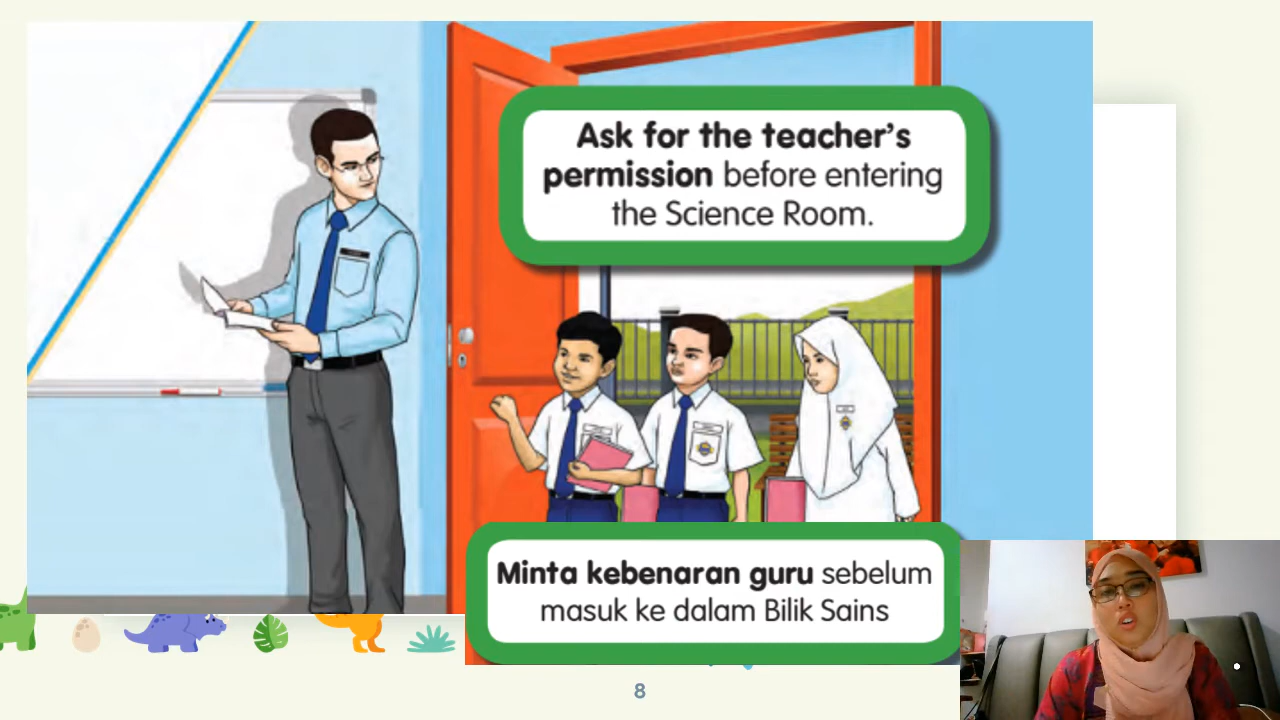 Ask for the teacher's
permission before entering
the Science Room.
Minta kebenaran guru sebelum
masuk ke dalam Bilik Sains
8